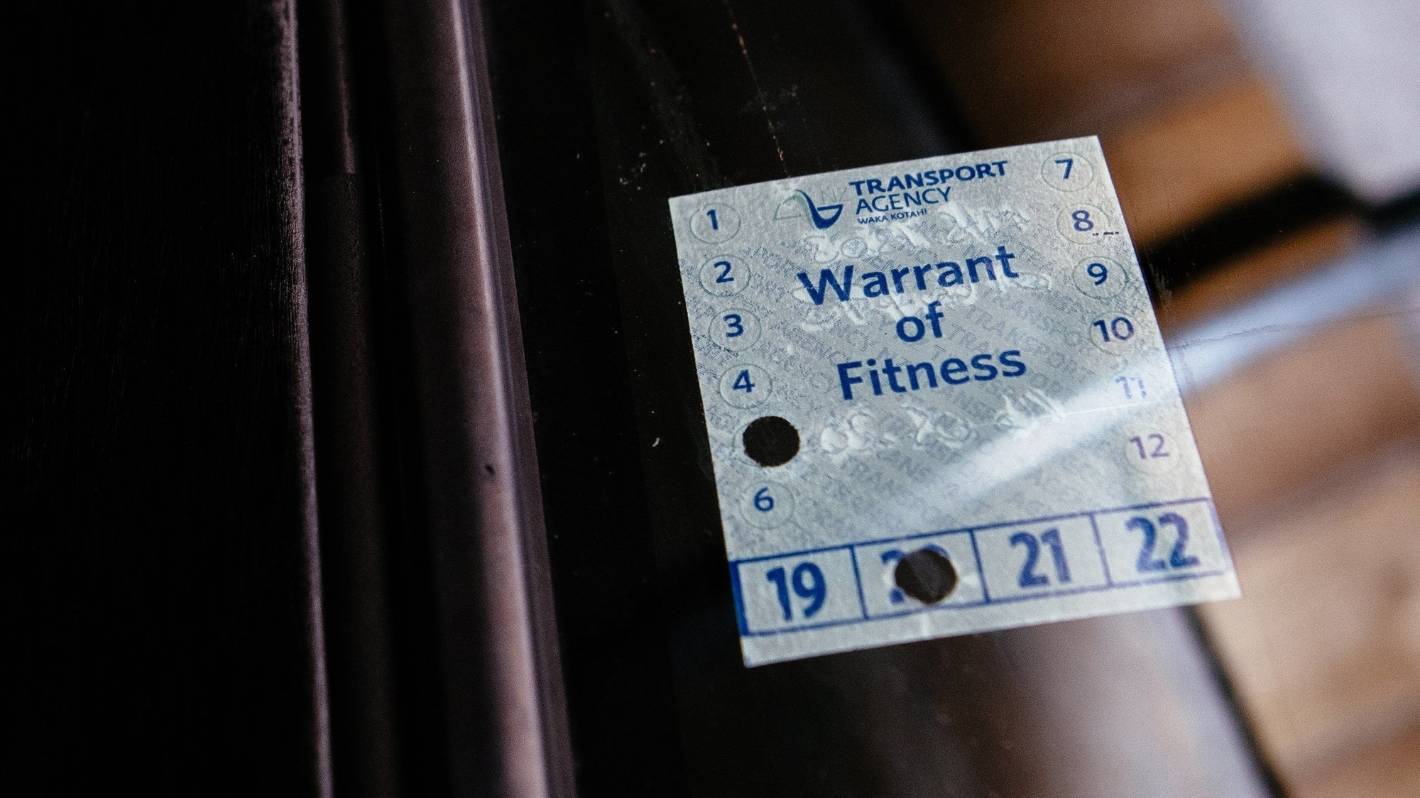 TRANSPORT
AGENCY
WAKA KOTAHI
Warrant
of
Fitness
1
2
3
4
6
7
8
9
10
11
12
19
21
22